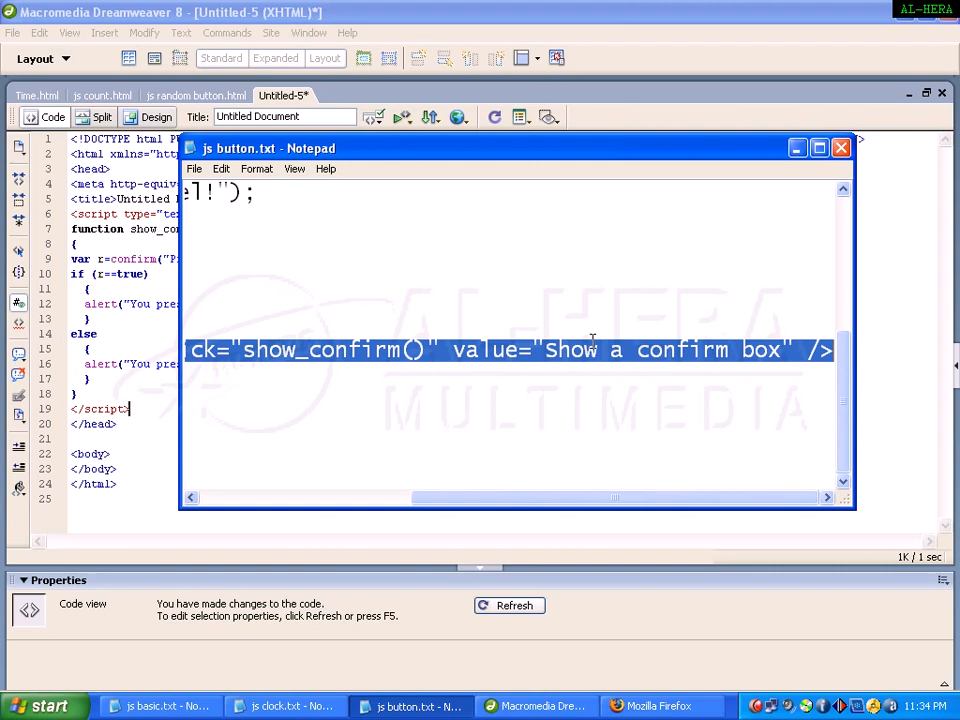 Macromedia Dreamweaver 8 - [Untitled-5 (XHTML)*]
AL-HERA
File Edit View Insert Modify Text Commands Site Window Help
Layout Standard Expanded Layout
Time.html js count.html js random button.html Untitled-5*
Code Split Design Title: Untitled Document
js button.txt - Notepad
File Edit Format View Help
el!");
ck="show_confirm()" value="Show a confirm box" />
AL-HERA
MULTIMEDIA
1 <!DOCTYPE html
2 <html xmlns="
3 <head>
4 <meta http-equiv=
5 <title>Untitled
6 <script type="
7 function
8 {
9 var r=confirm("
10 if (r==true)
11 {
12 alert("You
13 }
14 else
15 {
16 alert("You
17 }
18 }
19 </script>
20 </head>
21
22 <body>
23 </body>
24 </html>
25
1K / 1 sec
Properties
Code view You have made changes to the code. Refresh
To edit selection properties, click Refresh or press F5.
start js basic.txt - No... js clock.txt - No... js button.txt - N... Macromedia Dre... Mozilla Firefox 11:34 PM